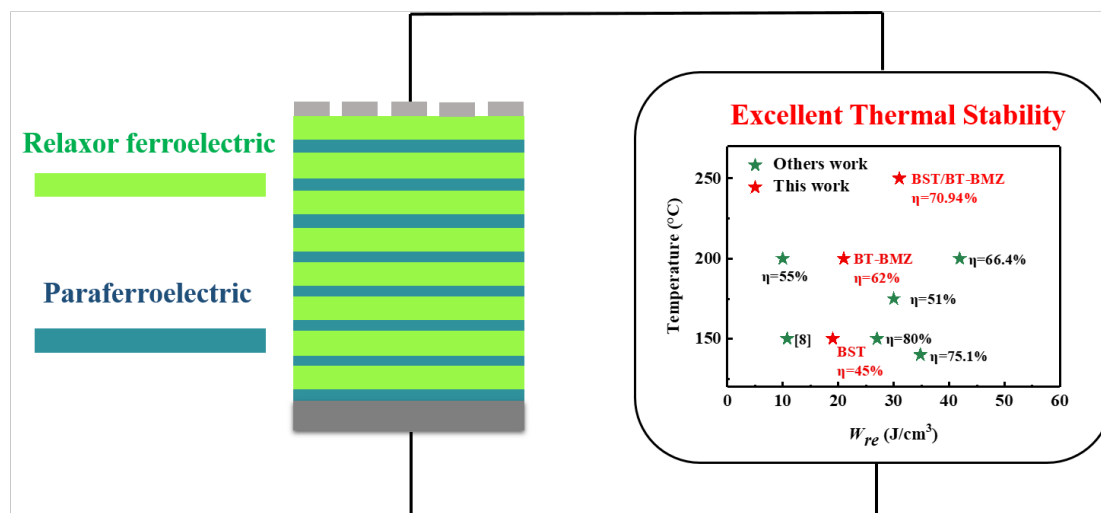 Relaxor ferroelectric
Paraferroelectric
Excellent Thermal Stability
Others work
This work
BST/BT-BMZ
η=70.94%
BT-BMZ
η=62%
η=55%
η=66.4%
η=51%
[8]
BST
η=45%
η=80%
η=75.1%
Temperature (°C)
250
200
150
0 10 20 30 40 50 60
Wre (J/cm³)